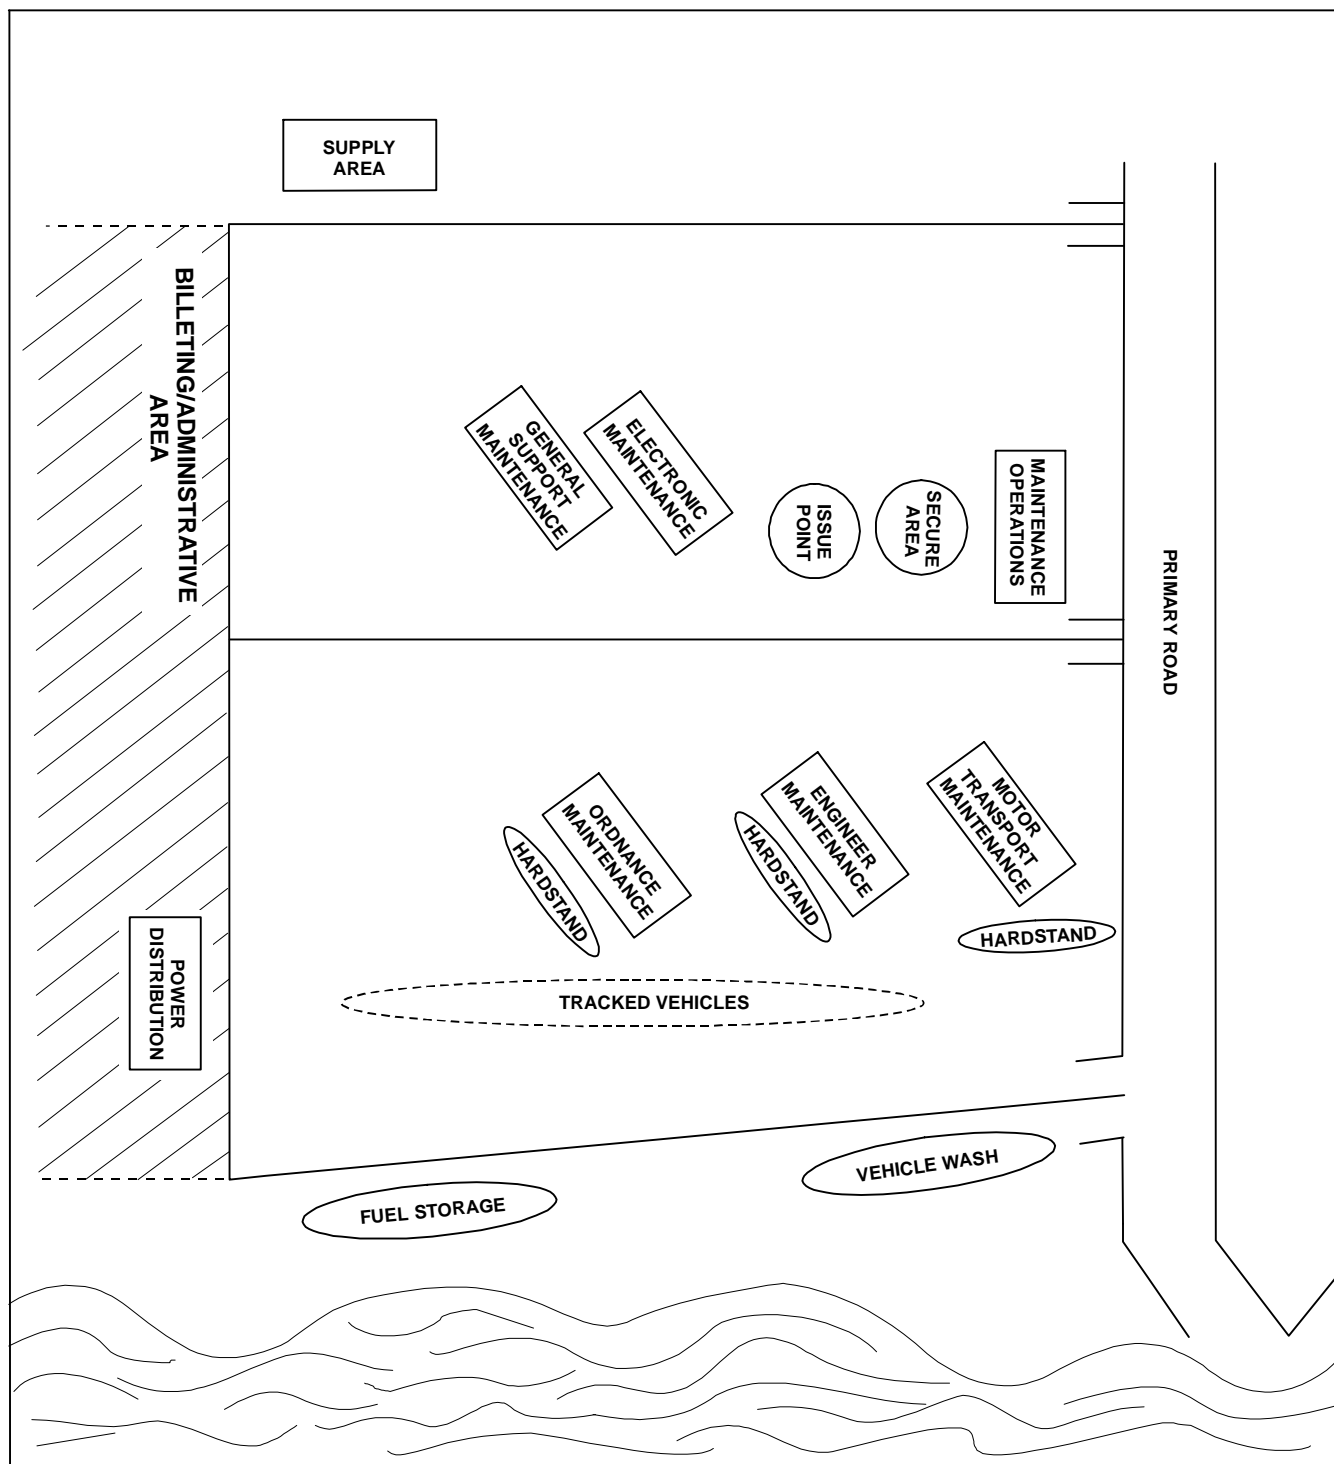 SUPPLY
AREA
BILLETING/ADMINISTRATIVE
AREA
GENERAL
SUPPORT
MAINTENANCE
ELECTRONIC
MAINTENANCE
ISSUE
POINT
SECURE
AREA
MAINTENANCE
OPERATIONS
PRIMARY ROAD
ORDNANCE
MAINTENANCE
HARDSTAND
ENGINEER
MAINTENANCE
HARDSTAND
MOTOR
TRANSPORT
MAINTENANCE
HARDSTAND
POWER
DISTRIBUTION
TRACKED VEHICLES
VEHICLE WASH
FUEL STORAGE